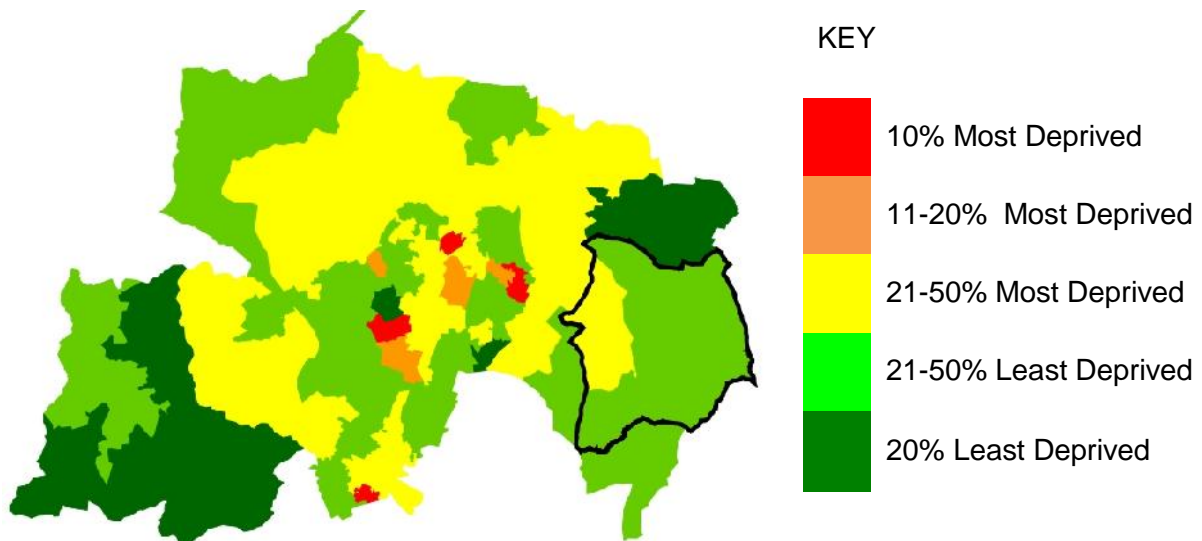 KEY
10% Most Deprived
11-20% Most Deprived
21-50% Most Deprived
21-50% Least Deprived
20% Least Deprived